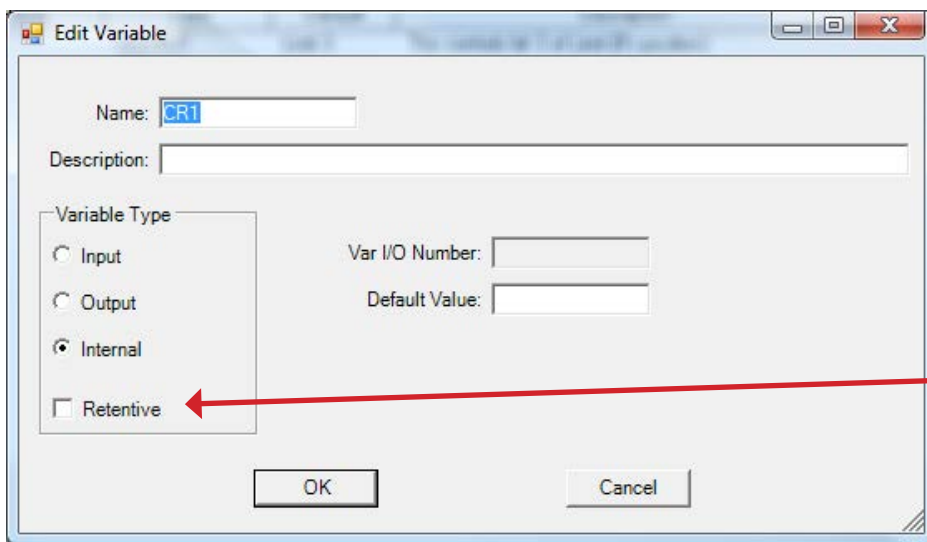 Edit Variable
Name: CR1
Description:
Variable Type
Input
Var I/O Number:
Output
Default Value:
Internal
Retentive
OK
Cancel